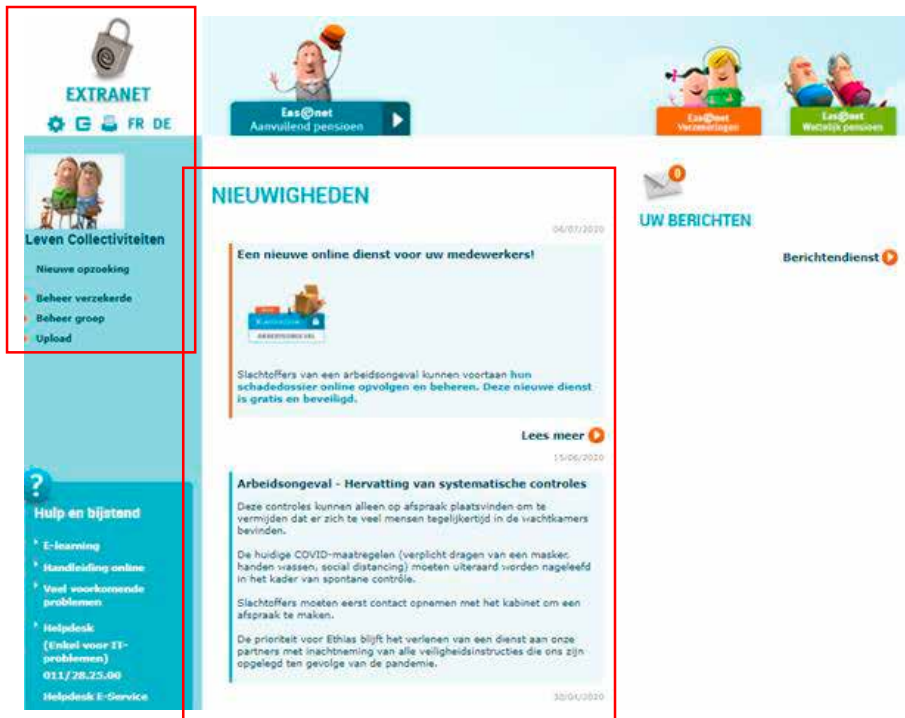 EXTRANET
FR DE
Eas@net
Aanvullend pensioen
Eas@net
Verzekeringen
Eas@net
Wettelijk pensioen
Leven Collectiviteiten
Nieuwe opzoeking
Beheer verzekerde
Beheer groep
Upload
?
Hulp en bijstand
E-learning
Handleiding online
Veel voorkomende
problemen
Helpdesk
(Enkel voor IT-
problemen)
011/28.25.00
Helpdesk E-Service
NIEUWIGHEDEN
06/07/2020
Een nieuwe online dienst voor uw medewerkers!
Slachtoffers van een arbeidsongeval kunnen voortaan hun
schadedossier online opvolgen en beheren. Deze nieuwe dienst
is gratis en beveiligd.
Lees meer
15/06/2020
Arbeidsongeval - Hervatting van systematische controles
Deze controles kunnen alleen op afspraak plaatsvinden om te
vermijden dat er zich te veel mensen tegelijkertijd in de wachtkamers
bevinden.
De huidige COVID-maatregelen (verplicht dragen van een masker,
handen wassen, social distancing) moeten uiteraard worden nageleefd
in het kader van spontane contrôle.
Slachtoffers moeten eerst contact opnemen met het kabinet om een
afspraak te maken.
De prioriteit voor Ethias blijft het verlenen van een dienst aan onze
partners met inachtneming van alle veiligheidsinstructies die ons zijn
opgelegd ten gevolge van de pandemie.
30/04/2020
0
UW BERICHTEN
Berichtendienst